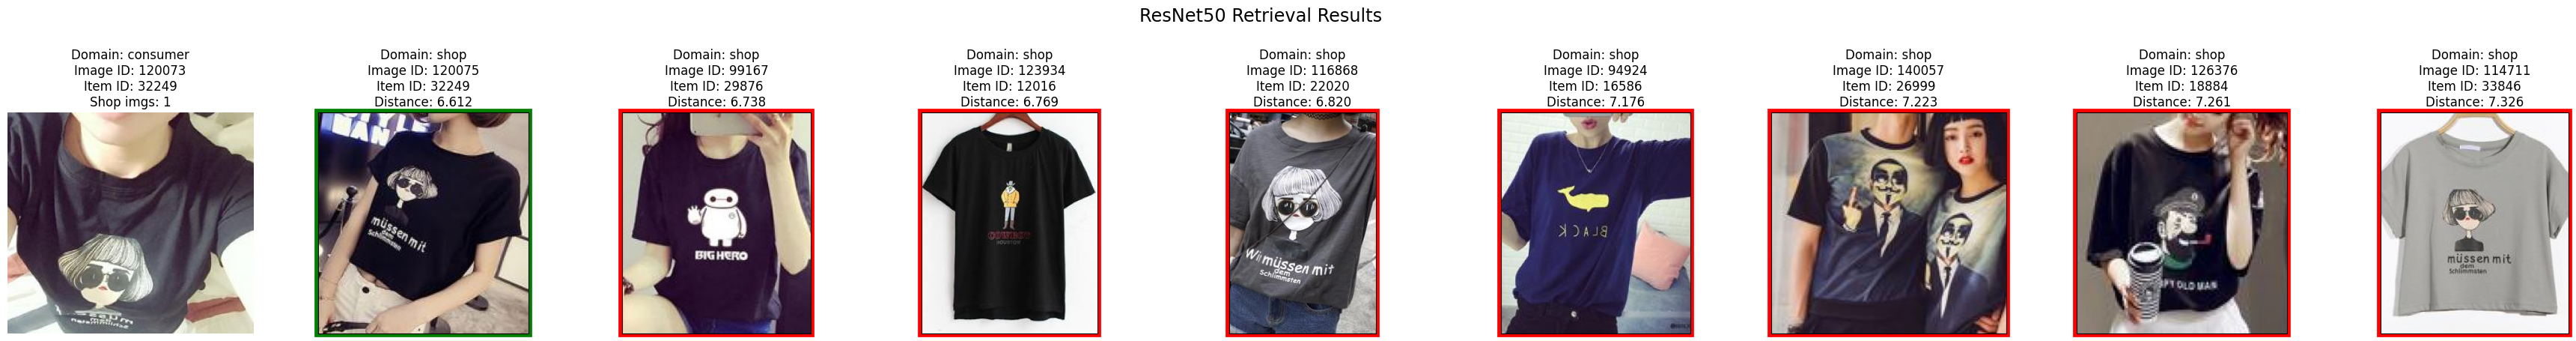 ResNet50 Retrieval Results
Domain: consumer
Image ID: 120073
Item ID: 32249
Shop imgs: 1
Domain: shop
Image ID: 120075
Item ID: 32249
Distance: 6.612
müssen mit
dem
Schlimmsten
Domain: shop
Image ID: 99167
Item ID: 29876
Distance: 6.738
BIG HERO
Domain: shop
Image ID: 123934
Item ID: 12016
Distance: 6.769
COWBOY
Domain: shop
Image ID: 116868
Item ID: 22020
Distance: 6.820
Wir müssen mit
dem
Schlimmsten
Domain: shop
Image ID: 94924
Item ID: 16586
Distance: 7.176
BLACK
Domain: shop
Image ID: 140057
Item ID: 26999
Distance: 7.223
Domain: shop
Image ID: 126376
Item ID: 18884
Distance: 7.261
PY OLD MAN
Domain: shop
Image ID: 114711
Item ID: 33846
Distance: 7.326
müssen mit
dem
Schlimmsten